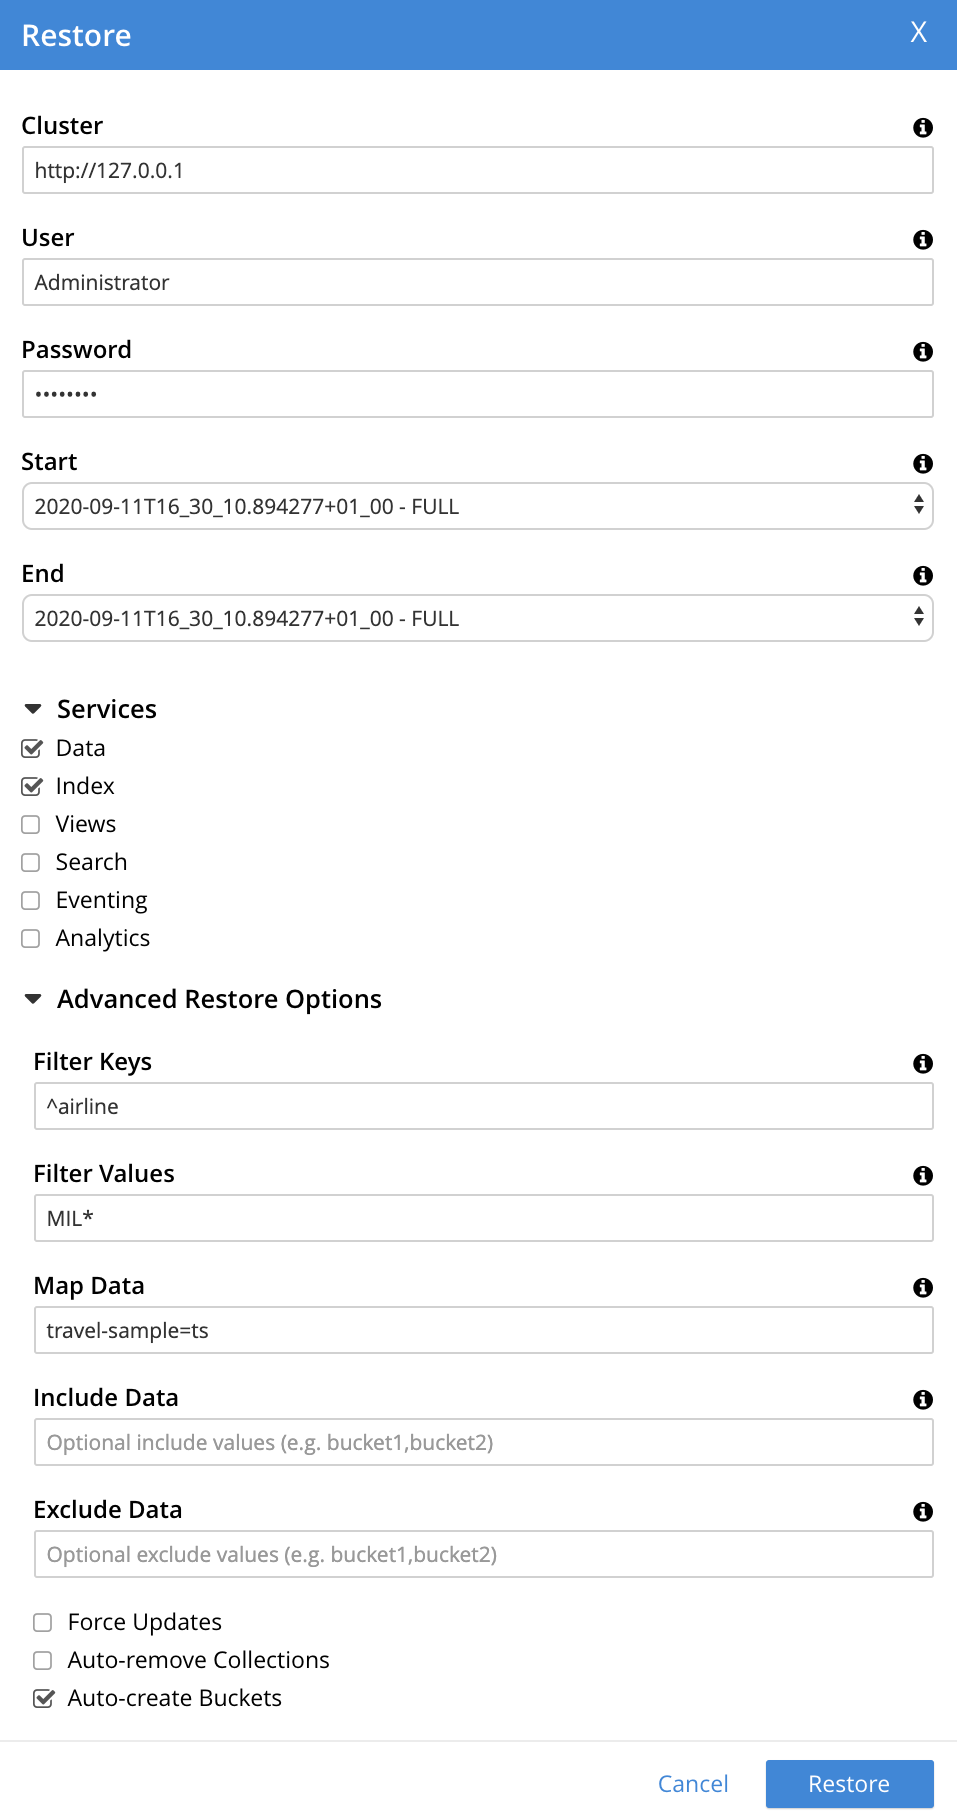 Restore
X
Cluster
http://127.0.0.1
User
Administrator
Password
••••••••
Start
2020-09-11T16_30_10.894277+01_00 - FULL
End
2020-09-11T16_30_10.894277+01_00 - FULL
Services
Data
Index
Views
Search
Eventing
Analytics
Advanced Restore Options
Filter Keys
^airline
Filter Values
MIL*
Map Data
travel-sample=ts
Include Data
Optional include values (e.g. bucket1,bucket2)
Exclude Data
Optional exclude values (e.g. bucket1,bucket2)
Force Updates
Auto-remove Collections
Auto-create Buckets
Cancel
Restore